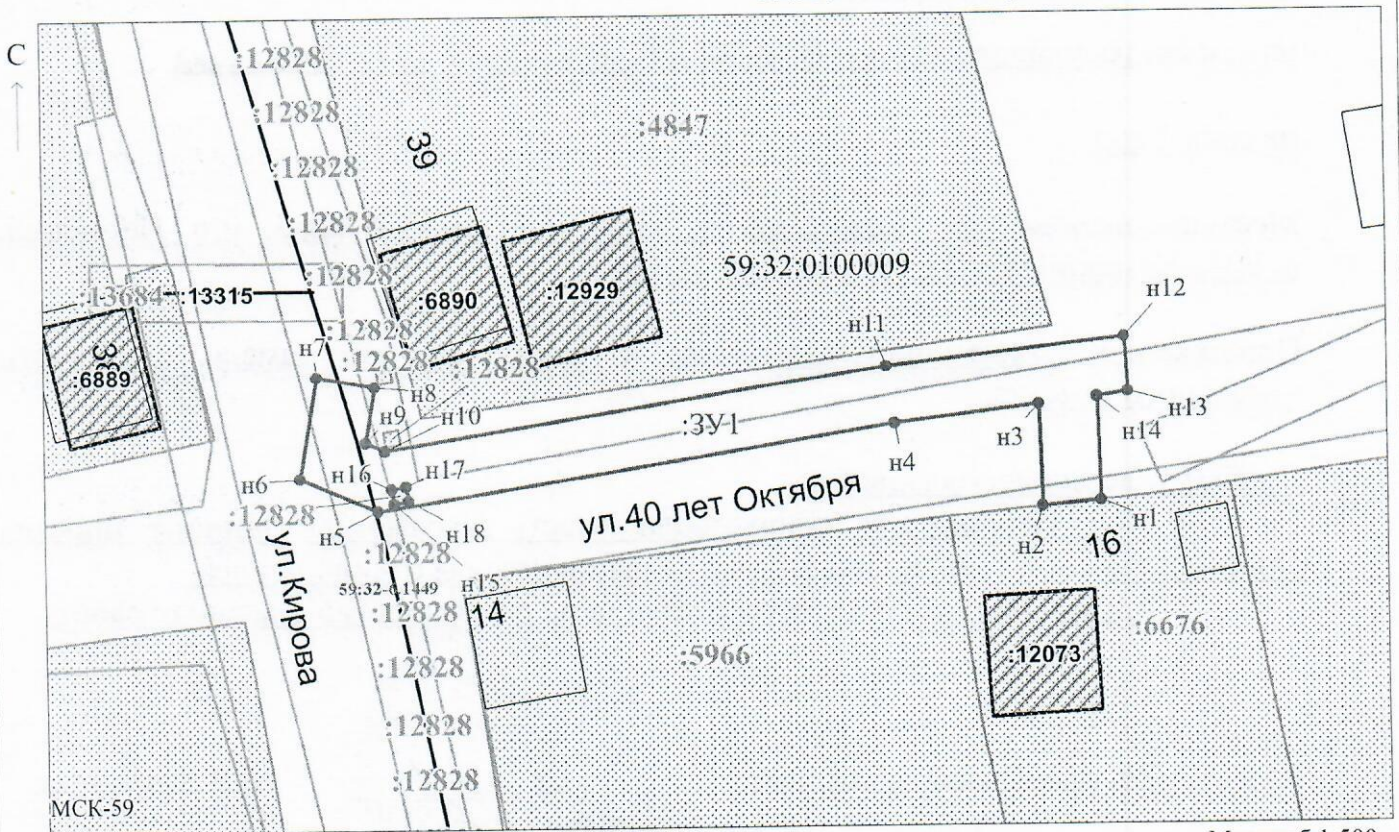 С
:12828
:12828
39
:4847
:12828
:12828
59:32:0100009
:12828
:13684
:13315
:6890
:12929
:12828
н12
н11
н7
:12828
:12828
:6889
н8
н9
н10
:ЗУ1
н3
н14
н13
н4
н6
н16
н17
:12828
н5
н18
ул.40 лет Октября
н2
н1
16
:12828
н15
ул.Кирова
:12828
14
:6676
:5966
:12073
:12828
:12828
:12828
МСК-59